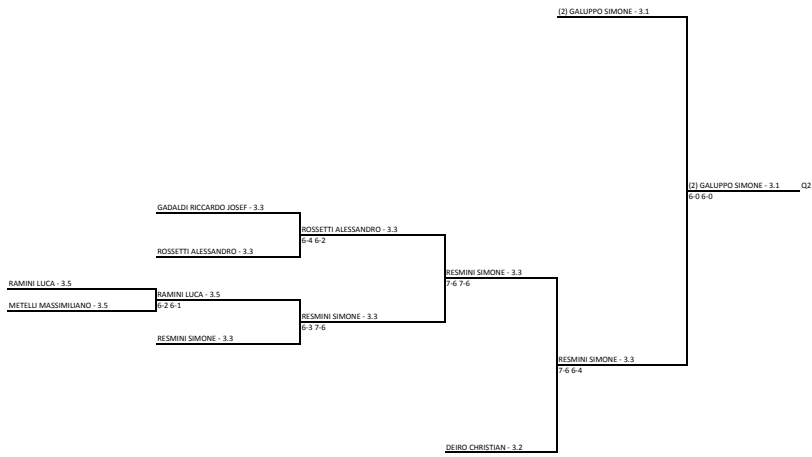 (2) GALUPPO SIMONE - 3.1
(2) GALUPPO SIMONE - 3.1 Q2
6-0 6-0
GADALDI RICCARDO JOSEF - 3.3
ROSSETTI ALESSANDRO - 3.3
6-4 6-2
ROSSETTI ALESSANDRO - 3.3
RESMINI SIMONE - 3.3
7-6 7-6
RAMINI LUCA - 3.5
RAMINI LUCA - 3.5
6-2 6-1
METELLI MASSIMILIANO - 3.5
RESMINI SIMONE - 3.3
6-3 7-6
RESMINI SIMONE - 3.3
RESMINI SIMONE - 3.3
7-6 6-4
DEIRO CHRISTIAN - 3.2